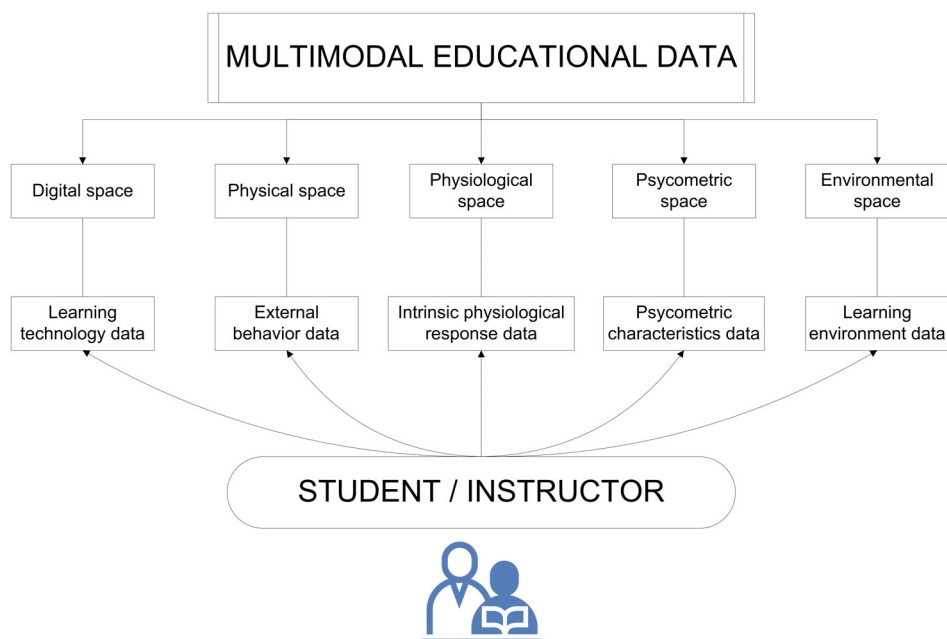 MULTIMODAL EDUCATIONAL DATA
Digital space
Physical space
Physiological
space
Psycometric
space
Environmental
space
Learning
technology data
External
behavior data
Intrinsic physiological
response data
Psycometric
characteristics data
Learning
environment data
STUDENT / INSTRUCTOR